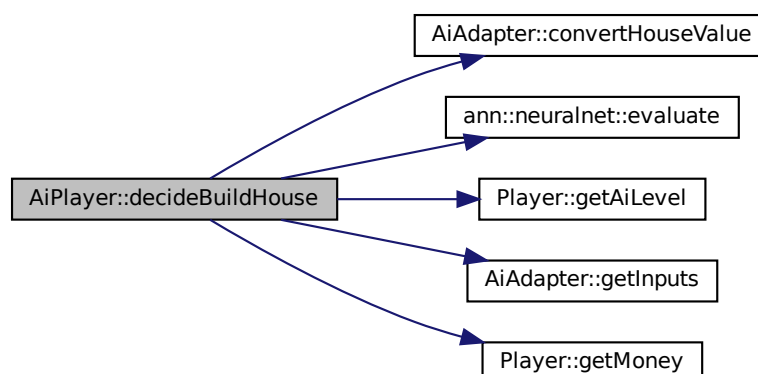 AiAdapter::convertHouseValue
ann::neuralnet::evaluate
AiPlayer::decideBuildHouse
Player::getAiLevel
AiAdapter::getInputs
Player::getMoney